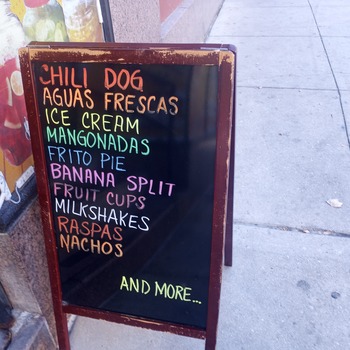 CHILI DOG
AGUAS FRESCAS
ICE CREAM
MANGONADAS
FRITO PIE
BANANA SPLIT
FRUIT CUPS
MILKSHAKES
RASPAS
NACHOS
AND MORE...